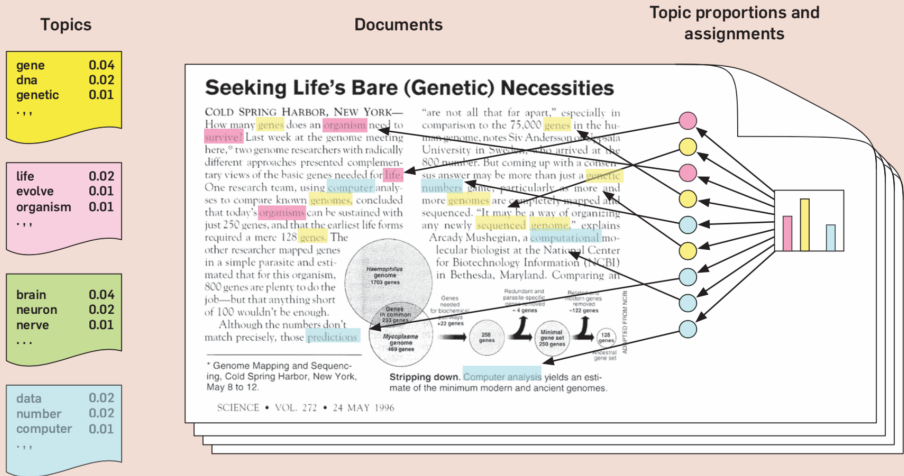 Topics
Documents
Topic proportions and
assignments
gene 0.04
dna 0.02
genetic 0.01
. , ,
life 0.02
evolve 0.01
organism 0.01
. , ,
brain 0.04
neuron 0.02
nerve 0.01
. . .
data 0.02
number 0.02
computer 0.01
. , ,
Seeking Life's Bare (Genetic) Necessities
COLD SPRING HARBOR, NEW YORK—
How many genes does an organism need to
survive? Last week at the genome meeting
here,* two genome researchers with radically
different approaches presented complemen-
tary views of the basic genes needed for life.
One research team, using computer analy-
ses to compare known genomes, concluded
that today's organisms can be sustained with
just 250 genes, and that the earliest life forms
required a mere 128 genes. The
other researcher mapped genes
in a simple parasite and esti-
mated that for this organism,
800 genes are plenty to do the
job—but that anything short
of 100 wouldn't be enough.
Although the numbers don't
match precisely, those predictions
* Genome Mapping and Sequenc-
ing, Cold Spring Harbor, New York,
May 8 to 12.
"are not all that far apart," especially in
comparison to the 75,000 genes in the hu-
man genome, notes Siv Andersson of Uppsala
University in Sweden, who arrived at the
800 number. But coming up with a consen-
sus answer may be more than just a genetic
numbers game, particularly as more and
more genomes are completely mapped and
sequenced. "It may be a way of organizing
any newly sequenced genome," explains
Arcady Mushegian, a computational mo-
lecular biologist at the National Center
for Biotechnology Information (NCBI)
in Bethesda, Maryland. Comparing an
Haemophilus
genome
1703 genes
Genes
in common
233 genes
Mycoplasma
genome
469 genes
Genes
needed
for biochemical
+22 genes
256
genes
Redundant and
parasite-specific
– 4 genes
Minimal
gene set
250 genes
modern genes
removed
–122 genes
128
genes
Ancestral
gene set
ADAPTED FROM NCBI
Stripping down. Computer analysis yields an esti-
mate of the minimum modern and ancient genomes.
SCIENCE • VOL. 272 • 24 MAY 1996